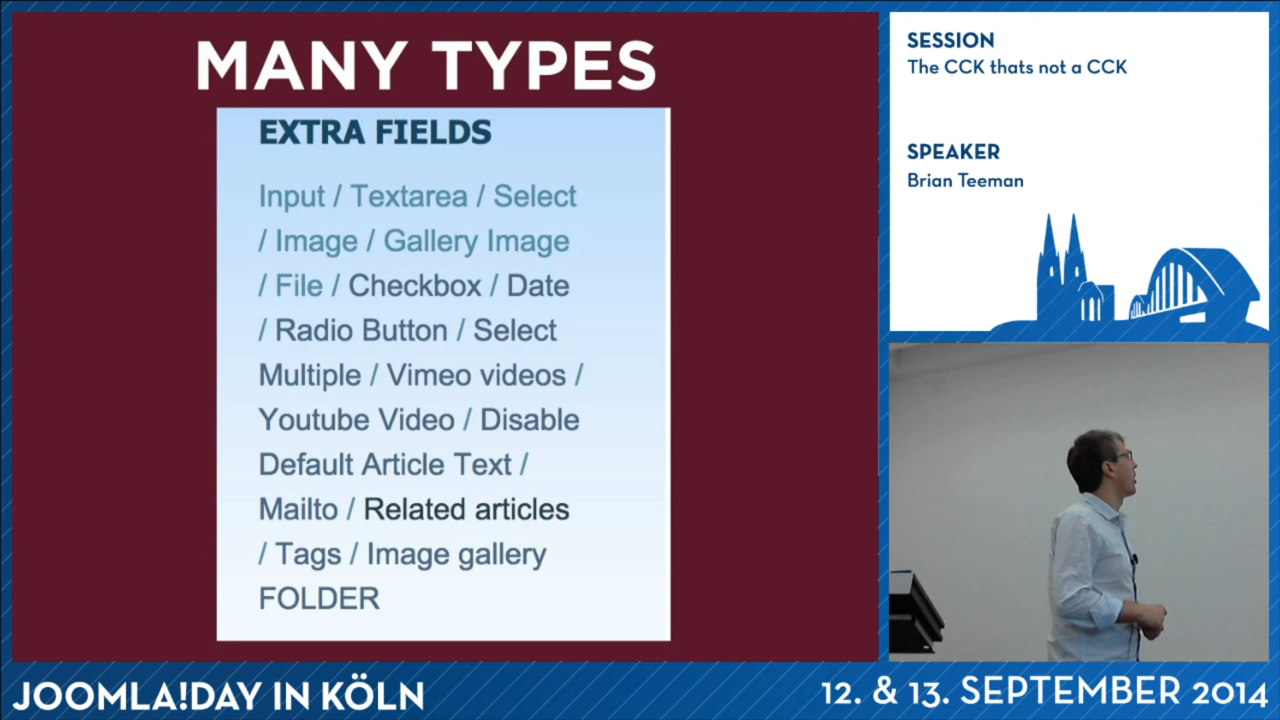 MANY TYPES
EXTRA FIELDS
Input / Textarea / Select
/ Image / Gallery Image
/ File / Checkbox / Date
/ Radio Button / Select
Multiple / Vimeo videos /
Youtube Video / Disable
Default Article Text /
Mailto / Related articles
/ Tags / Image gallery
FOLDER
SESSION
The CCK thats not a CCK
SPEAKER
Brian Teeman
JOOMLA!DAY IN KÖLN
12. & 13. SEPTEMBER 2014